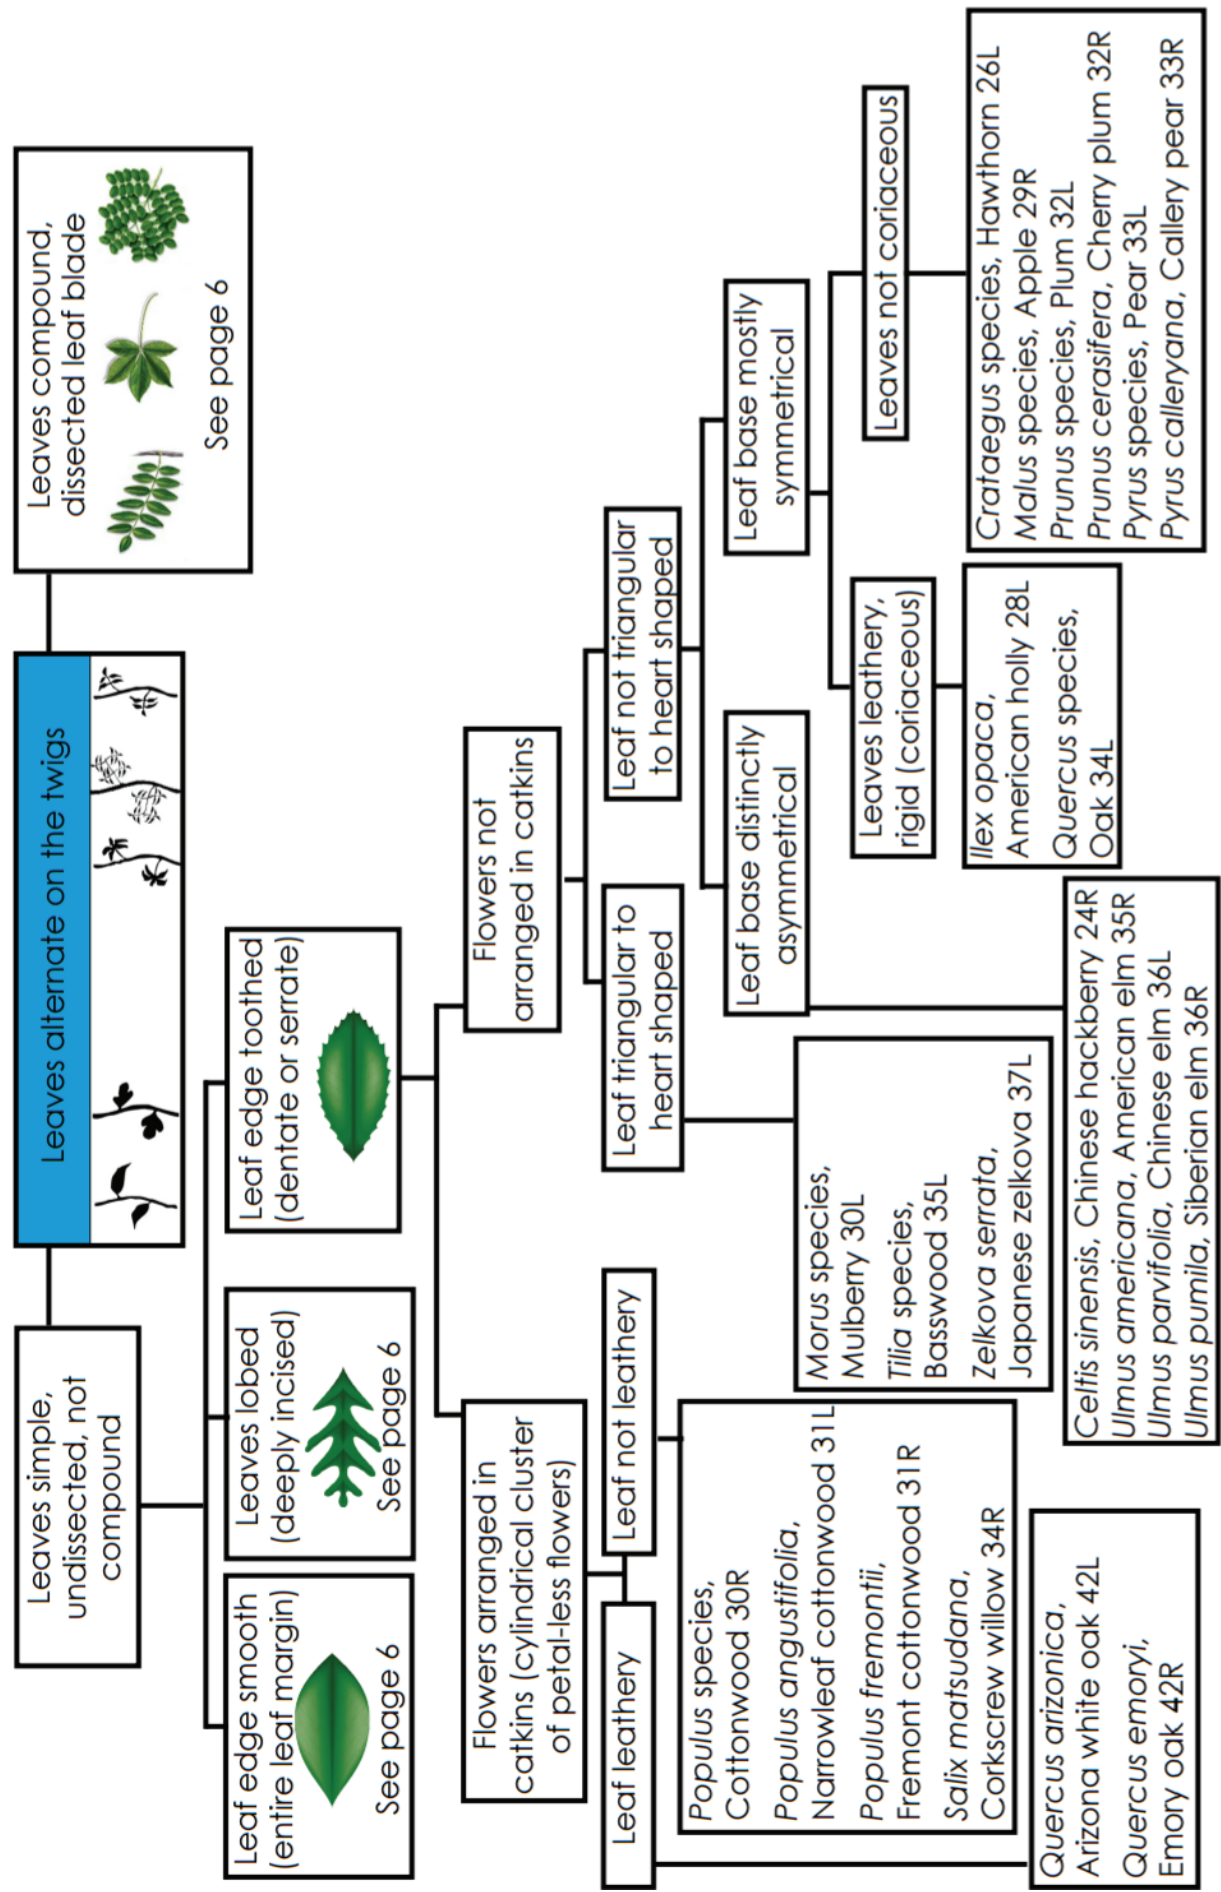 Leaves alternate on the twigs
Leaves simple,
undissected, not
compound
Leaves compound,
dissected leaf blade
See page 6
Leaf edge smooth
(entire leaf margin)
See page 6
Leaves lobed
(deeply incised)
See page 6
Leaf edge toothed
(dentate or serrate)
Flowers arranged in
catkins (cylindrical cluster
of petal-less flowers)
Flowers not
arranged in catkins
Leaf leathery
Leaf not leathery
Leaf triangular to
heart shaped
Leaf not triangular
to heart shaped
Leaf base distinctly
asymmetrical
Leaf base mostly
symmetrical
Leaves leathery,
rigid (coriaceous)
Leaves not coriaceous
Populus species,
Cottonwood 30R
Populus angustifolia,
Narrowleaf cottonwood 31L
Populus fremontii,
Fremont cottonwood 31R
Salix matsudana,
Corkscrew willow 34R
Morus species,
Mulberry 30L
Tilia species,
Basswood 35L
Zelkova serrata,
Japanese zelkova 37L
Ilex opaca,
American holly 28L
Quercus species,
Oak 34L
Crataegus species, Hawthorn 26L
Malus species, Apple 29R
Prunus species, Plum 32L
Prunus cerasifera, Cherry plum 32R
Pyrus species, Pear 33L
Pyrus calleryana, Callery pear 33R
Quercus arizonica,
Arizona white oak 42L
Quercus emoryi,
Emory oak 42R
Celtis sinensis, Chinese hackberry 24R
Ulmus americana, American elm 35R
Ulmus parvifolia, Chinese elm 36L
Ulmus pumila, Siberian elm 36R